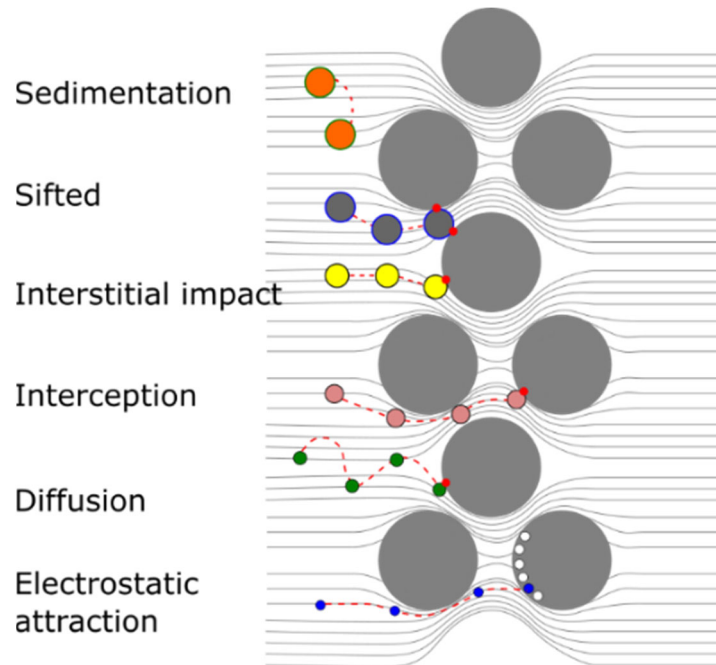 Sedimentation
Sifted
Interstitial impact
Interception
Diffusion
Electrostatic
attraction